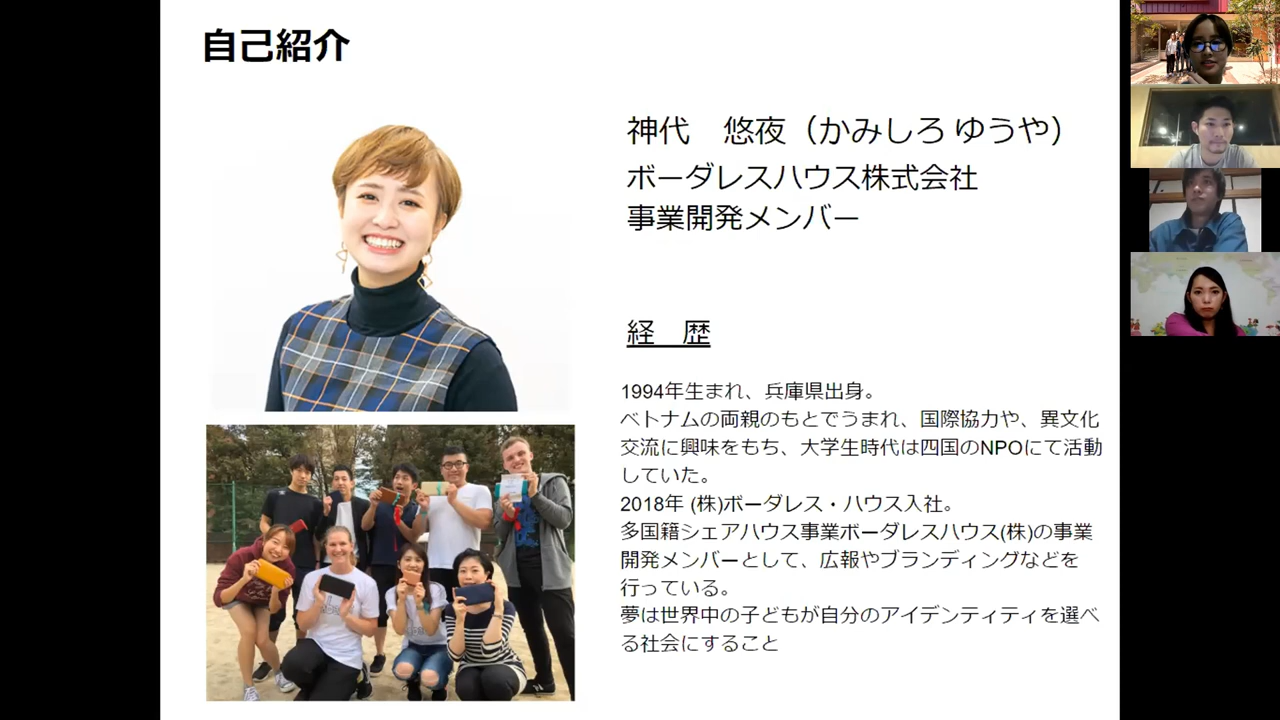 自己紹介
神代　悠夜（かみしろ ゆうや）
ボーダレスハウス株式会社
事業開発メンバー
経　歴
1994年生まれ、兵庫県出身。
ベトナムの両親のもとでうまれ、国際協力や、異文化
交流に興味をもち、大学生時代は四国のNPOにて活動
していた。
2018年 (株)ボーダレス・ハウス入社。
多国籍シェアハウス事業ボーダレスハウス(株)の事業
開発メンバーとして、広報やブランディングなどを
行っている。
夢は世界中の子どもが自分のアイデンティティを選べ
る社会にすること